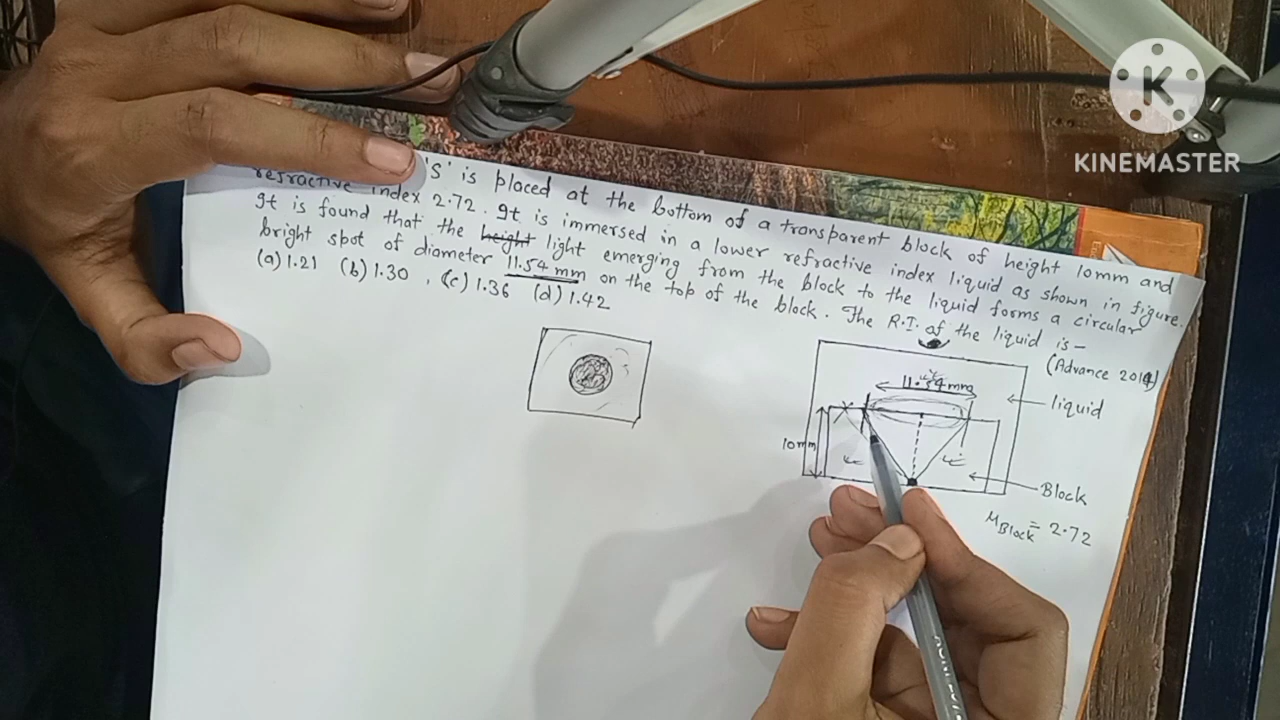 'S' is placed at the bottom of a transparent block of height 10mm and
refractive index 2.72. It is immersed in a lower refractive index liquid as shown in figure.
It is found that the height light emerging from the block to the liquid forms a circular
bright spot of diameter 11.54 mm on the top of the block. The R.I. of the liquid is-
(a) 1.21 (b) 1.30 , (c) 1.36 (d) 1.42
(Advance 2014)
11.54 mm
liquid
10mm
Block
μBlock = 2.72
K
KINEMASTER